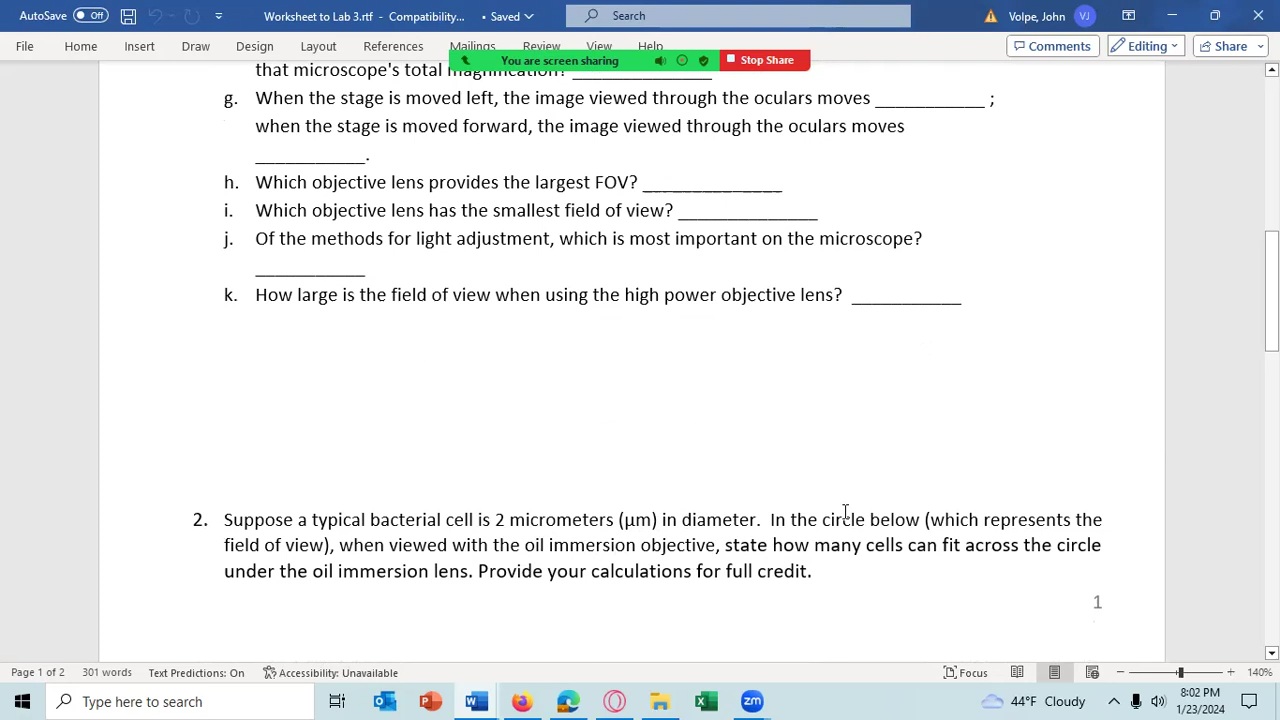 AutoSave Off Worksheet to Lab 3.rtf - Compatibility... • Saved Search Volpe, John VJ
File Home Insert Draw Design Layout References Mailings Review View Help Comments Editing Share
You are screen sharing Stop Share
that microscope's total magnification? ______________
g. When the stage is moved left, the image viewed through the oculars moves ___________ ;
when the stage is moved forward, the image viewed through the oculars moves
___________.
h. Which objective lens provides the largest FOV? ______________
i. Which objective lens has the smallest field of view? ______________
j. Of the methods for light adjustment, which is most important on the microscope?
___________
k. How large is the field of view when using the high power objective lens? ___________
2. Suppose a typical bacterial cell is 2 micrometers (µm) in diameter. In the circle below (which represents the
field of view), when viewed with the oil immersion objective, state how many cells can fit across the circle
under the oil immersion lens. Provide your calculations for full credit.
1
Page 1 of 2 301 words Text Predictions: On Accessibility: Unavailable Focus 140%
Type here to search zm 44°F Cloudy 8:02 PM
1/23/2024